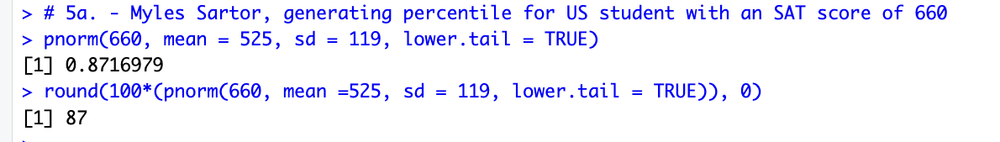 > # 5a. - Myles Sartor, generating percentile for US student with an SAT score of 660
> pnorm(660, mean = 525, sd = 119, lower.tail = TRUE)
[1] 0.8716979
> round(100*(pnorm(660, mean =525, sd = 119, lower.tail = TRUE)), 0)
[1] 87
>